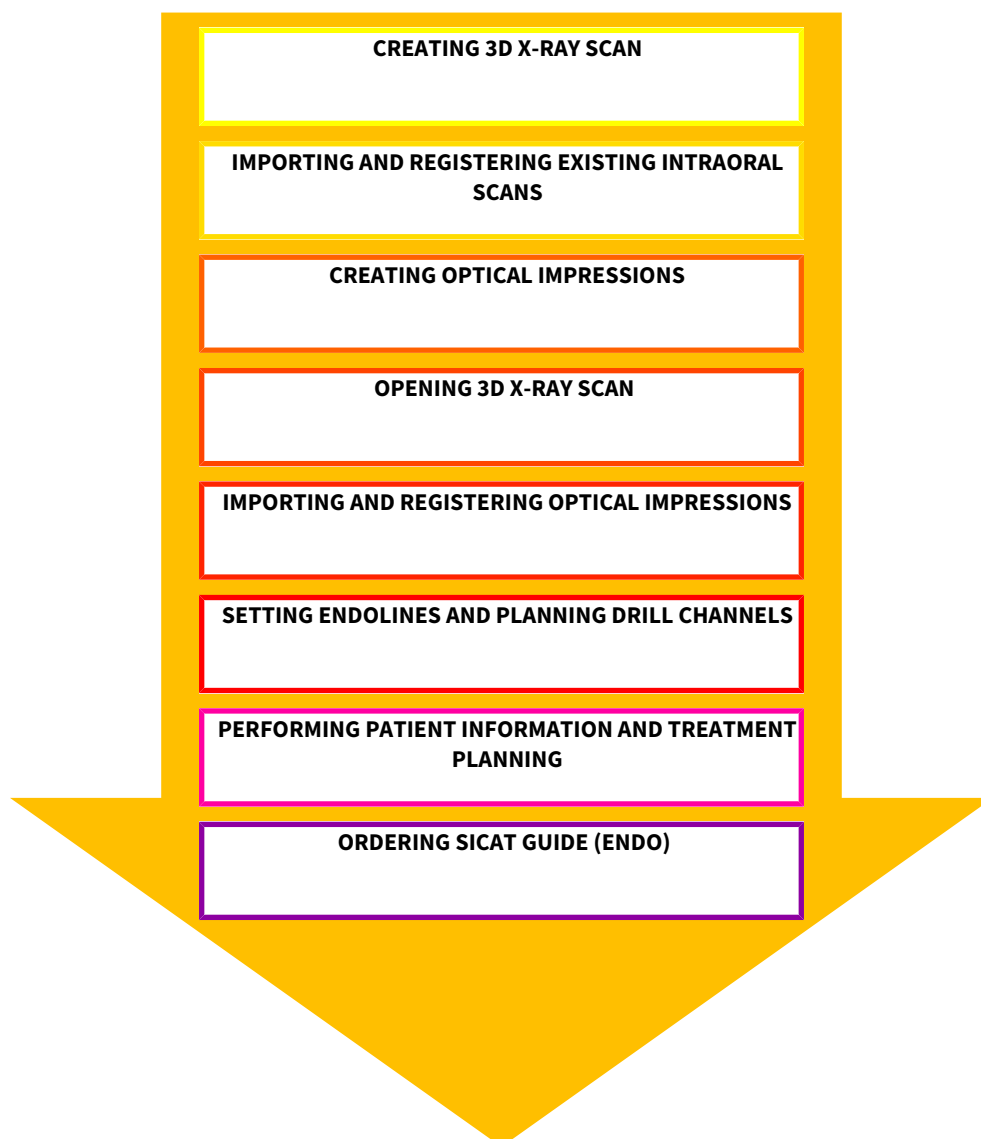 CREATING 3D X-RAY SCAN
IMPORTING AND REGISTERING EXISTING INTRAORAL
SCANS
CREATING OPTICAL IMPRESSIONS
OPENING 3D X-RAY SCAN
IMPORTING AND REGISTERING OPTICAL IMPRESSIONS
SETTING ENDOLINES AND PLANNING DRILL CHANNELS
PERFORMING PATIENT INFORMATION AND TREATMENT
PLANNING
ORDERING SICAT GUIDE (ENDO)